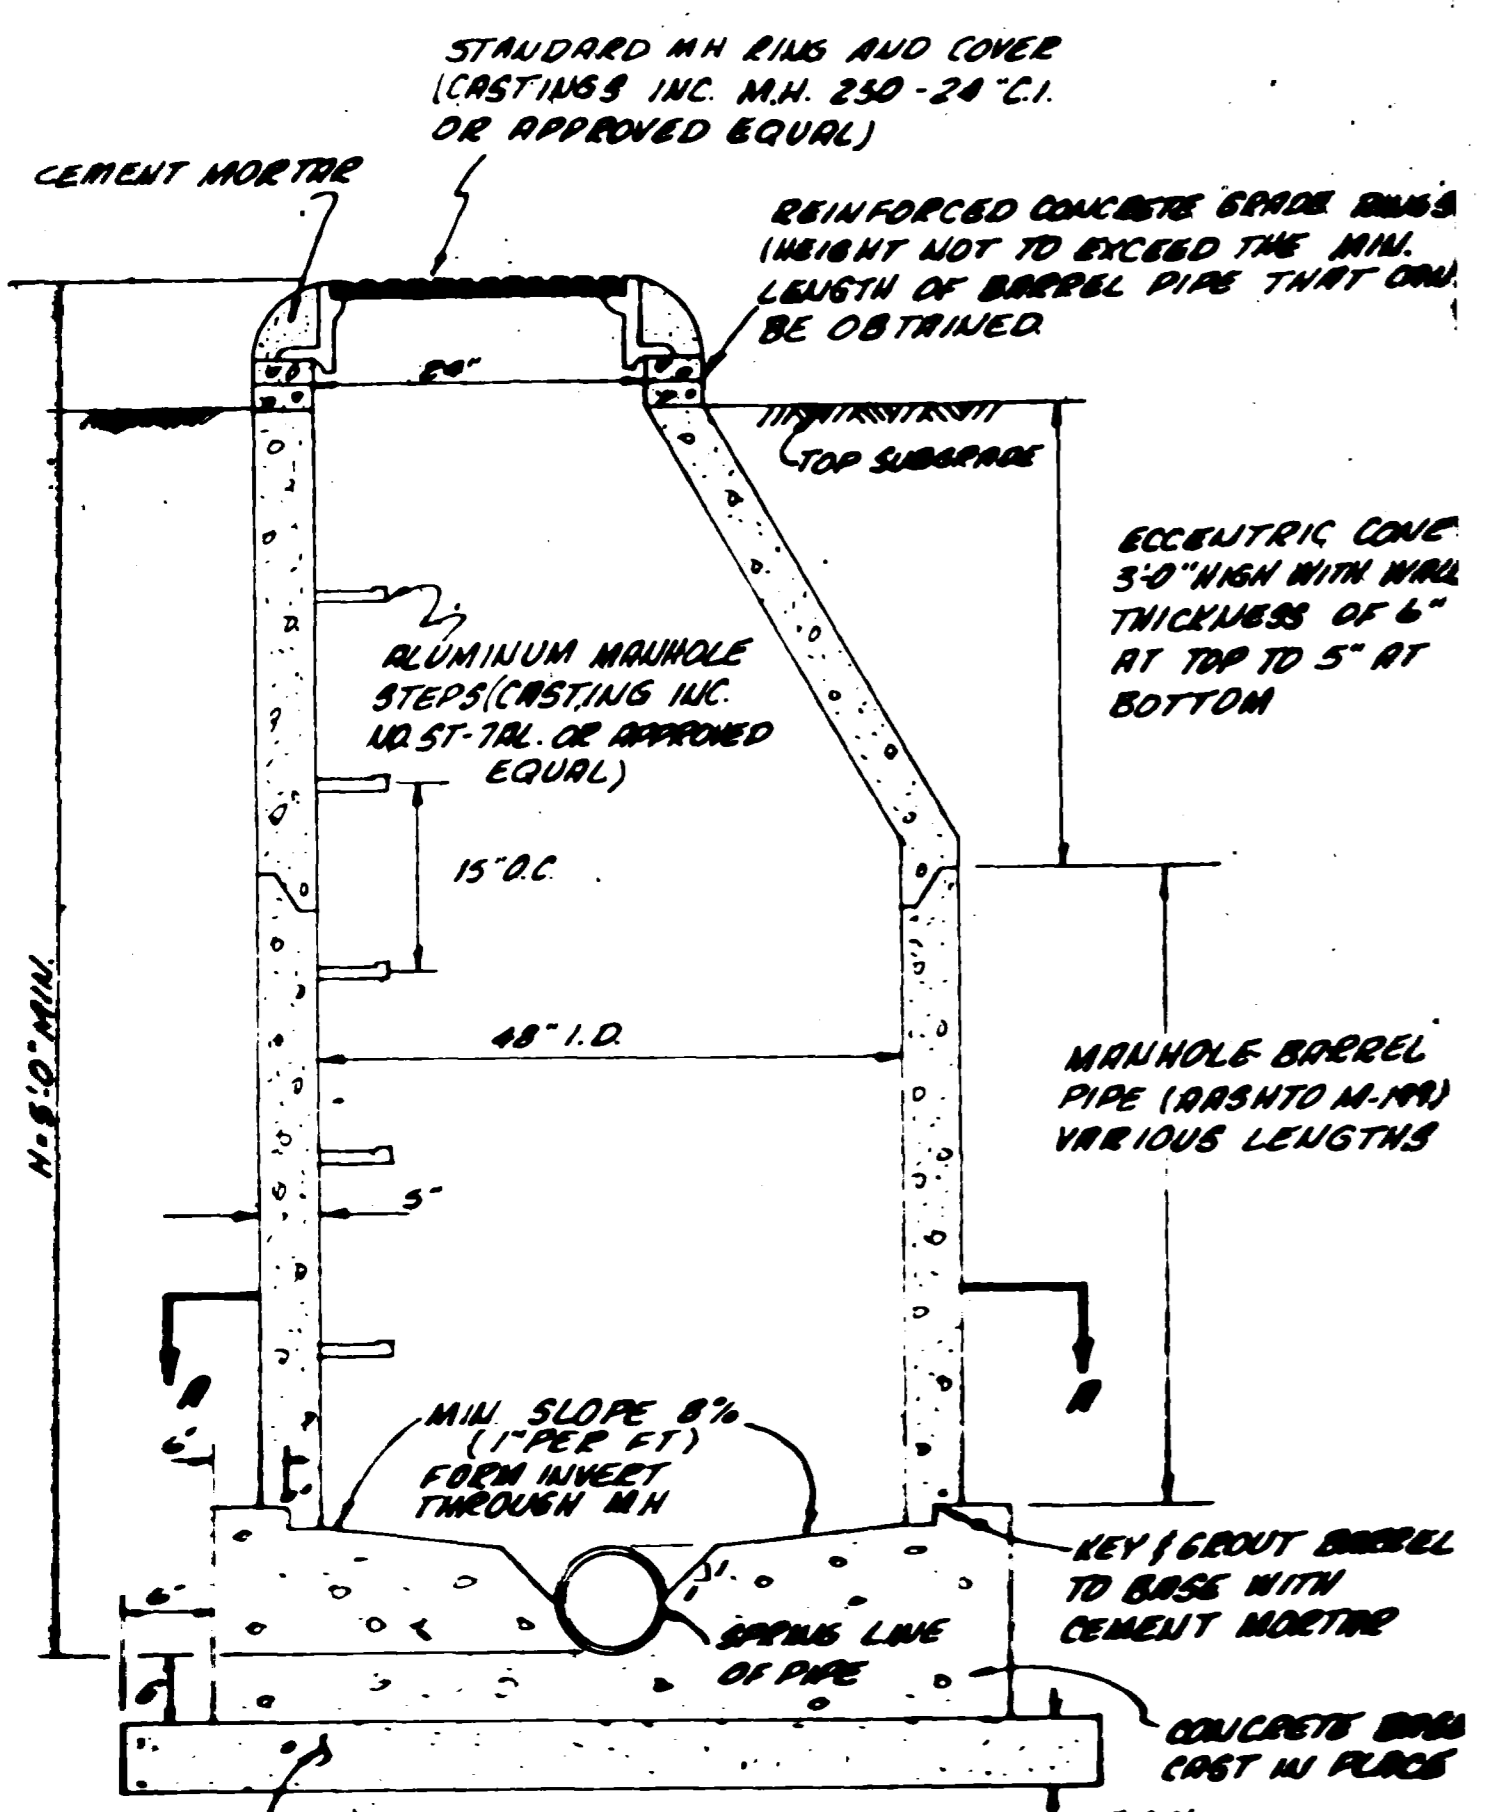 STANDARD MH RING AND COVER
(CASTINGS INC. M.H. 250-24"C.I.
OR APPROVED EQUAL)
CEMENT MORTAR
REINFORCED CONCRETE GRADE RINGS
(HEIGHT NOT TO EXCEED THE MIN.
LENGTH OF BARREL PIPE THAT CAN
BE OBTAINED
24"
TOP SUBGRADE
ECCENTRIC CONE
3'-0" HIGH WITH WALL
THICKNESS OF 6"
AT TOP TO 5" AT
BOTTOM
ALUMINUM MANHOLE
STEPS (CASTING INC.
NO. ST-7AL. OR APPROVED
EQUAL)
15" O.C.
H=5'-0" MIN.
48" I.D.
MANHOLE BARREL
PIPE (AASHTO M-199)
VARIOUS LENGTHS
5"
A
A
MIN SLOPE 8%
(1" PER FT)
FORM INVERT
THROUGH MH
6"
6"
KEY & GROUT BARREL
TO BASE WITH
CEMENT MORTAR
SPRING LINE
OF PIPE
6"
CONCRETE BASE
CAST IN PLACE